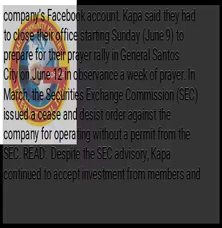 company's Facebook account, Kapa said they had
to close their office starting Sunday (June 9) to
prepare for their prayer rally in General Santos
City on June 12 in observance a week of prayer. In
March, the Securities Exchange Commission (SEC)
issued a cease and desist order against the
company for operating without a permit from the
SEC. READ: Despite the SEC advisory, Kapa
continued to accept investment from members and